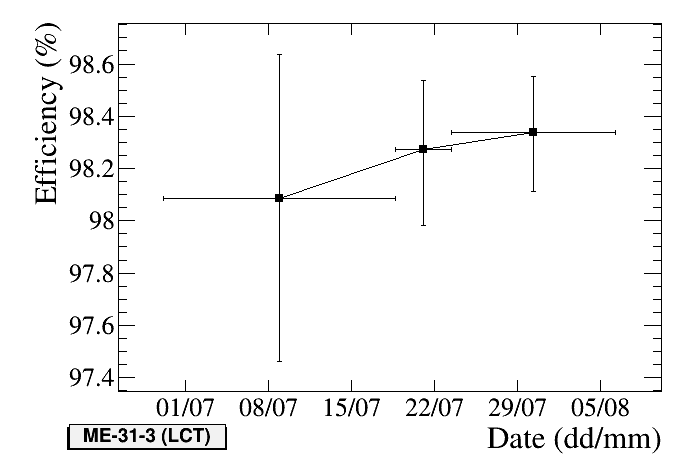 Efficiency (%)
98.6
98.4
98.2
98
97.8
97.6
97.4
01/07 08/07 15/07 22/07 29/07 05/08
ME-31-3 (LCT)
Date (dd/mm)